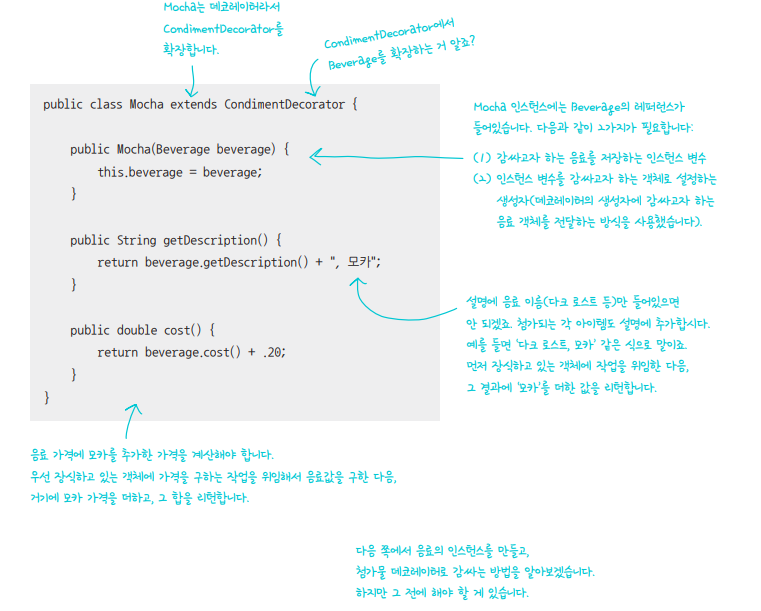 Mocha는 데코레이터라서
CondimentDecorator를
확장합니다.
CondimentDecorator에서
Beverage를 확장하는 거 알죠?
public class Mocha extends CondimentDecorator {
public Mocha(Beverage beverage) {
this.beverage = beverage;
}
public String getDescription() {
return beverage.getDescription() + ", 모카";
}
public double cost() {
return beverage.cost() + .20;
}
}
Mocha 인스턴스에는 Beverage의 레퍼런스가
들어있습니다. 다음과 같이 2가지가 필요합니다:
(1) 감싸고자 하는 음료를 저장하는 인스턴스 변수
(2) 인스턴스 변수를 감싸고자 하는 객체로 설정하는
생성자(데코레이터의 생성자에 감싸고자 하는
음료 객체를 전달하는 방식을 사용했습니다).
설명에 음료 이름(다크 로스트 등)만 들어있으면
안 되겠죠. 첨가되는 각 아이템도 설명에 추가합시다.
예를 들면 '다크 로스트, 모카' 같은 식으로 말이죠.
먼저 장식하고 있는 객체에 작업을 위임한 다음,
그 결과에 '모카'를 더한 값을 리턴합니다.
음료 가격에 모카를 추가한 가격을 계산해야 합니다.
우선 장식하고 있는 객체에 가격을 구하는 작업을 위임해서 음료값을 구한 다음,
거기에 모카 가격을 더하고, 그 합을 리턴합니다.
다음 쪽에서 음료의 인스턴스를 만들고,
첨가물 데코레이터로 감싸는 방법을 알아보겠습니다.
하지만 그 전에 해야 할 게 있습니다.